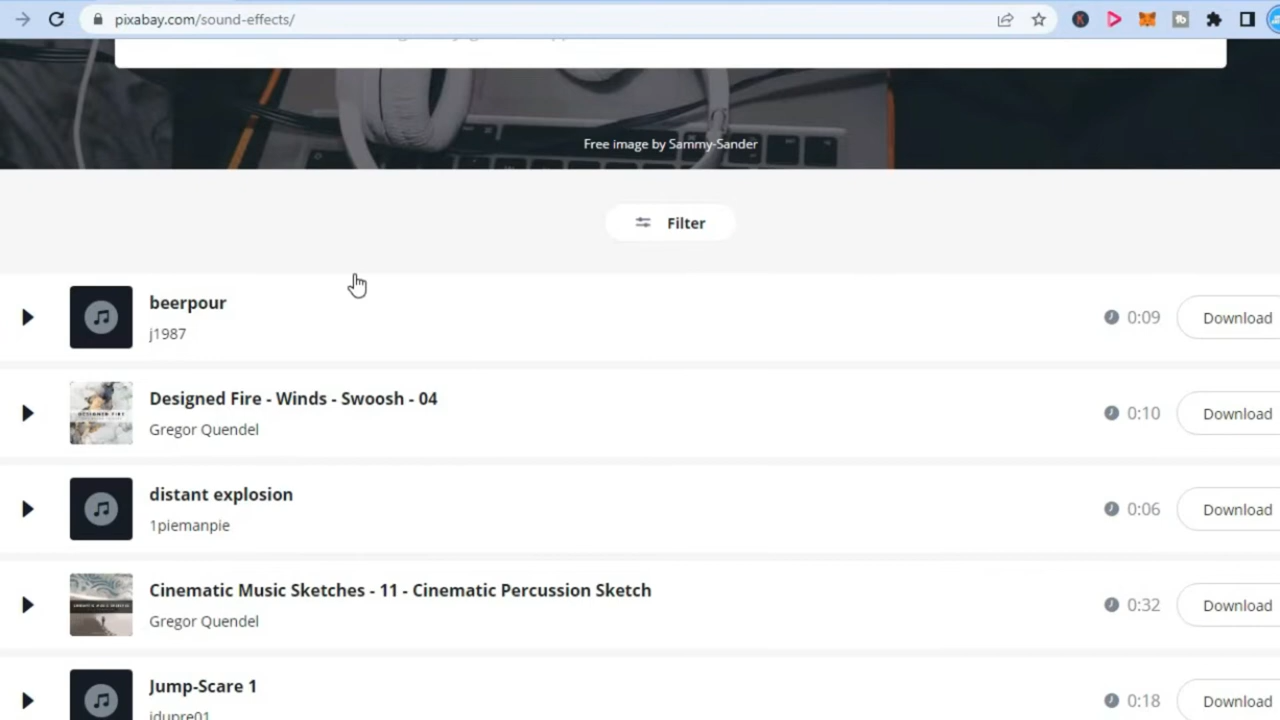 pixabay.com/sound-effects/
Free image by Sammy-Sander
Filter
beerpour
j1987
0:09
Download
Designed Fire - Winds - Swoosh - 04
Gregor Quendel
0:10
Download
distant explosion
1piemanpie
0:06
Download
Cinematic Music Sketches - 11 - Cinematic Percussion Sketch
Gregor Quendel
0:32
Download
Jump-Scare 1
jdupre01
0:18
Download